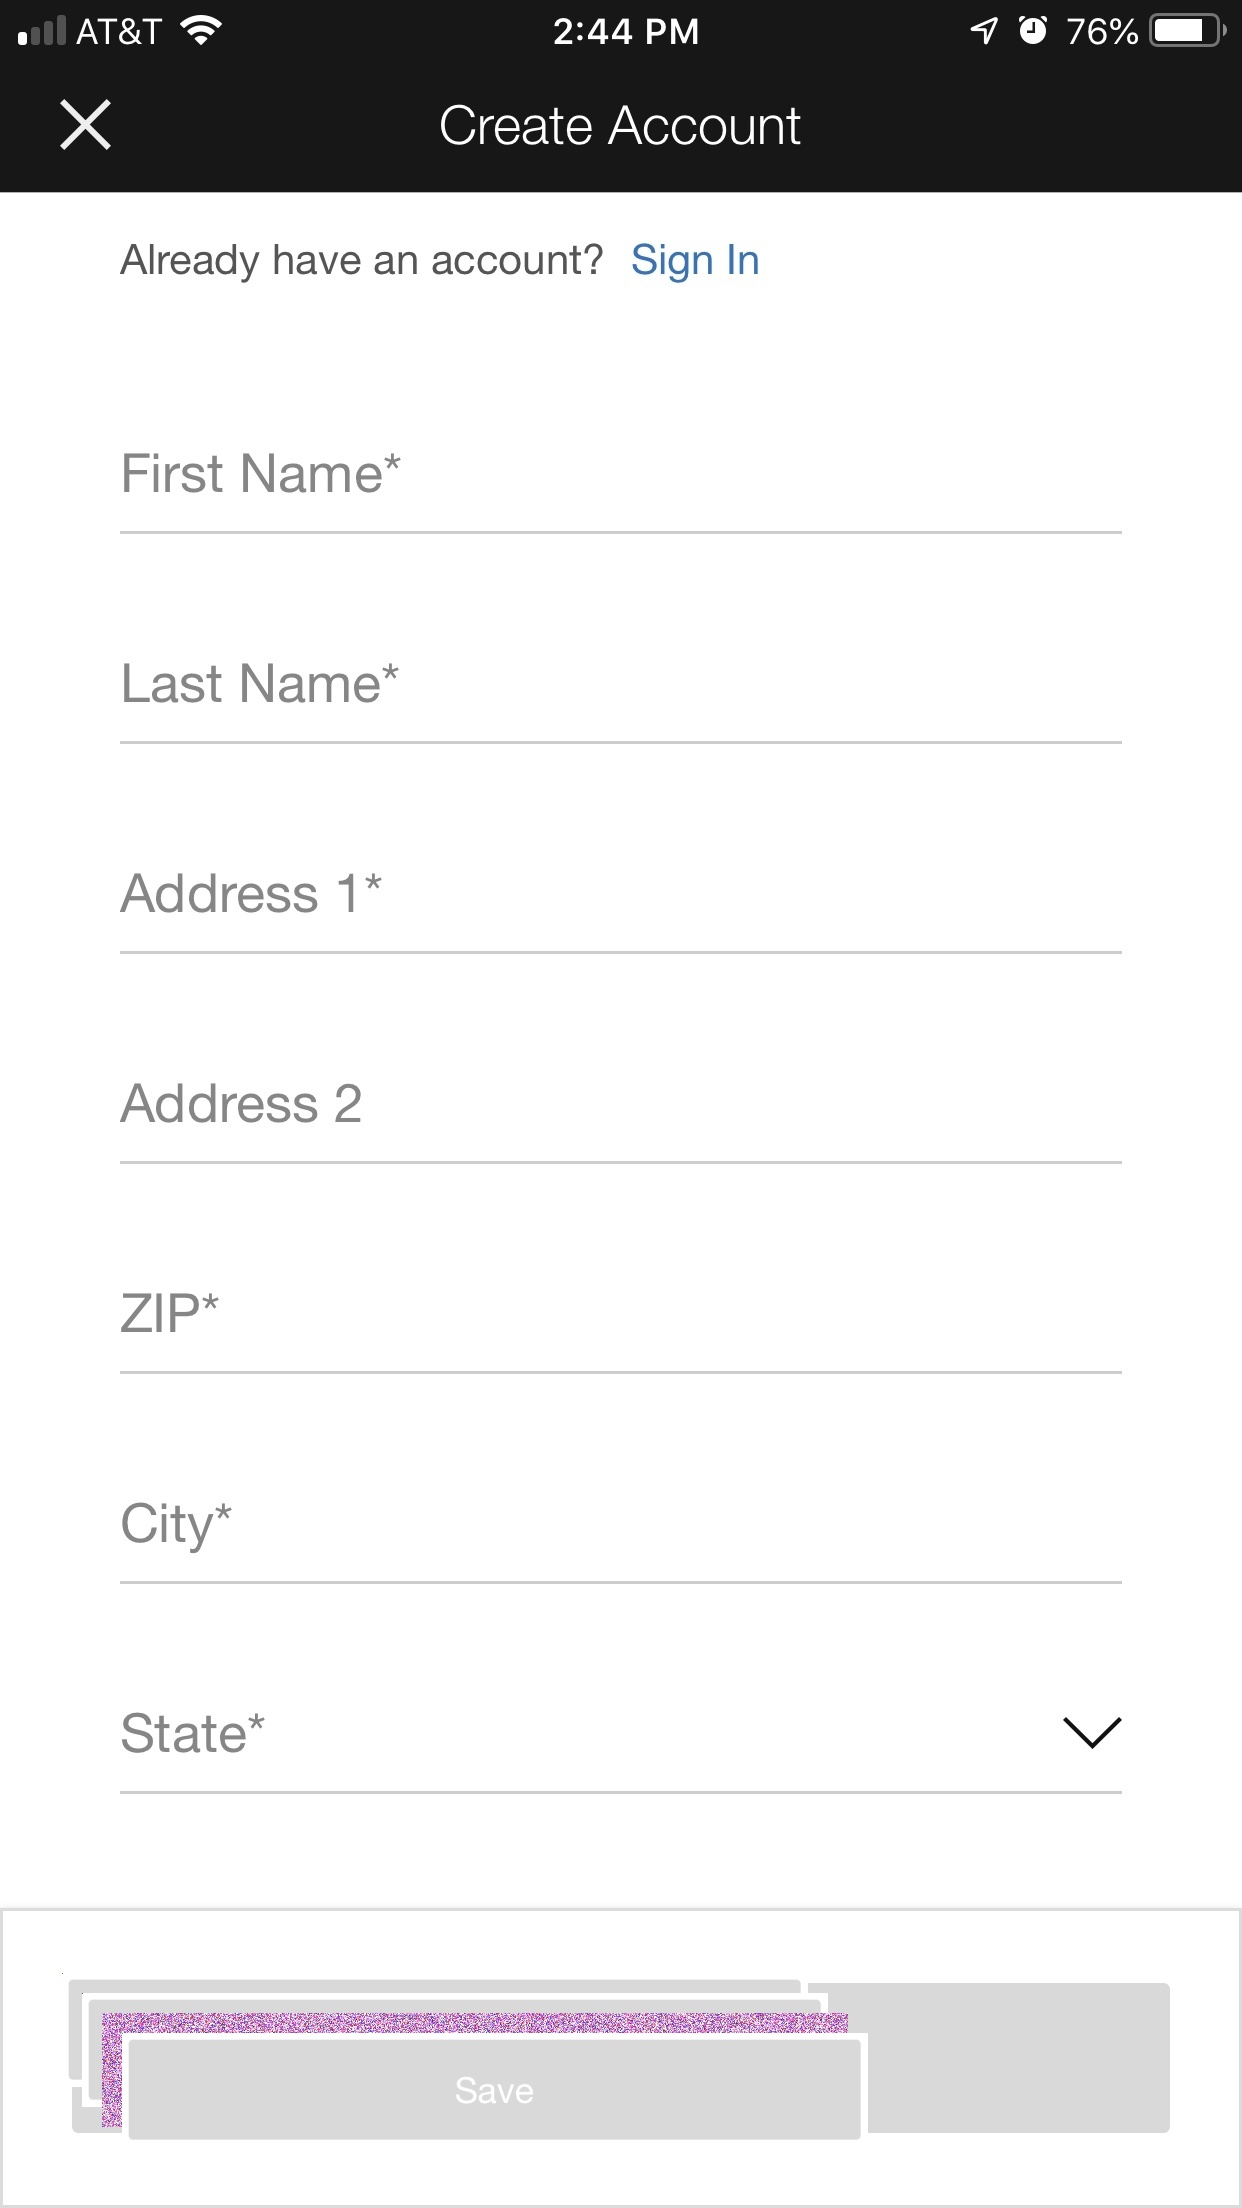 AT&T 2:44 PM 76%
Create Account
Already have an account? Sign In
First Name*
Last Name*
Address 1*
Address 2
ZIP*
City*
State*
Save